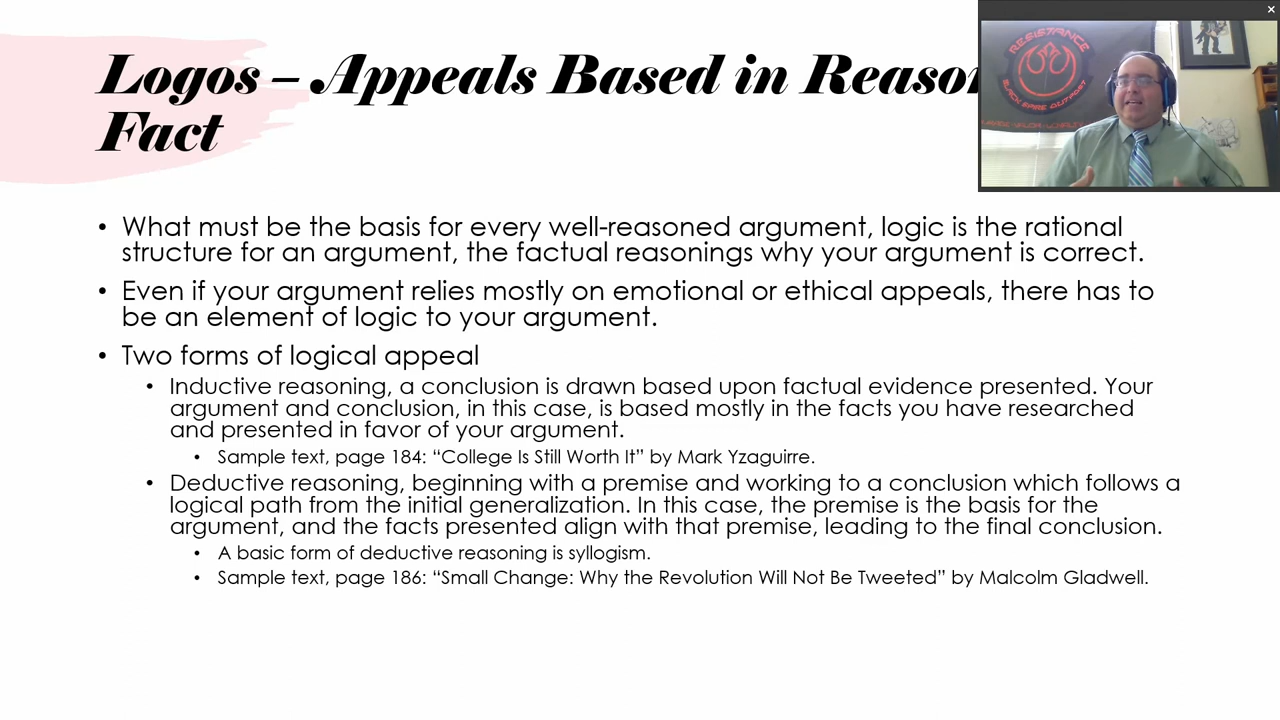 Logos – Appeals Based in Reason
Fact
RESISTANCE
BLACK SPIRE OUTPOST
• What must be the basis for every well-reasoned argument, logic is the rational
structure for an argument, the factual reasonings why your argument is correct.
• Even if your argument relies mostly on emotional or ethical appeals, there has to
be an element of logic to your argument.
• Two forms of logical appeal
• Inductive reasoning, a conclusion is drawn based upon factual evidence presented. Your
argument and conclusion, in this case, is based mostly in the facts you have researched
and presented in favor of your argument.
• Sample text, page 184: “College Is Still Worth It” by Mark Yzaguirre.
• Deductive reasoning, beginning with a premise and working to a conclusion which follows a
logical path from the initial generalization. In this case, the premise is the basis for the
argument, and the facts presented align with that premise, leading to the final conclusion.
• A basic form of deductive reasoning is syllogism.
• Sample text, page 186: “Small Change: Why the Revolution Will Not Be Tweeted” by Malcolm Gladwell.